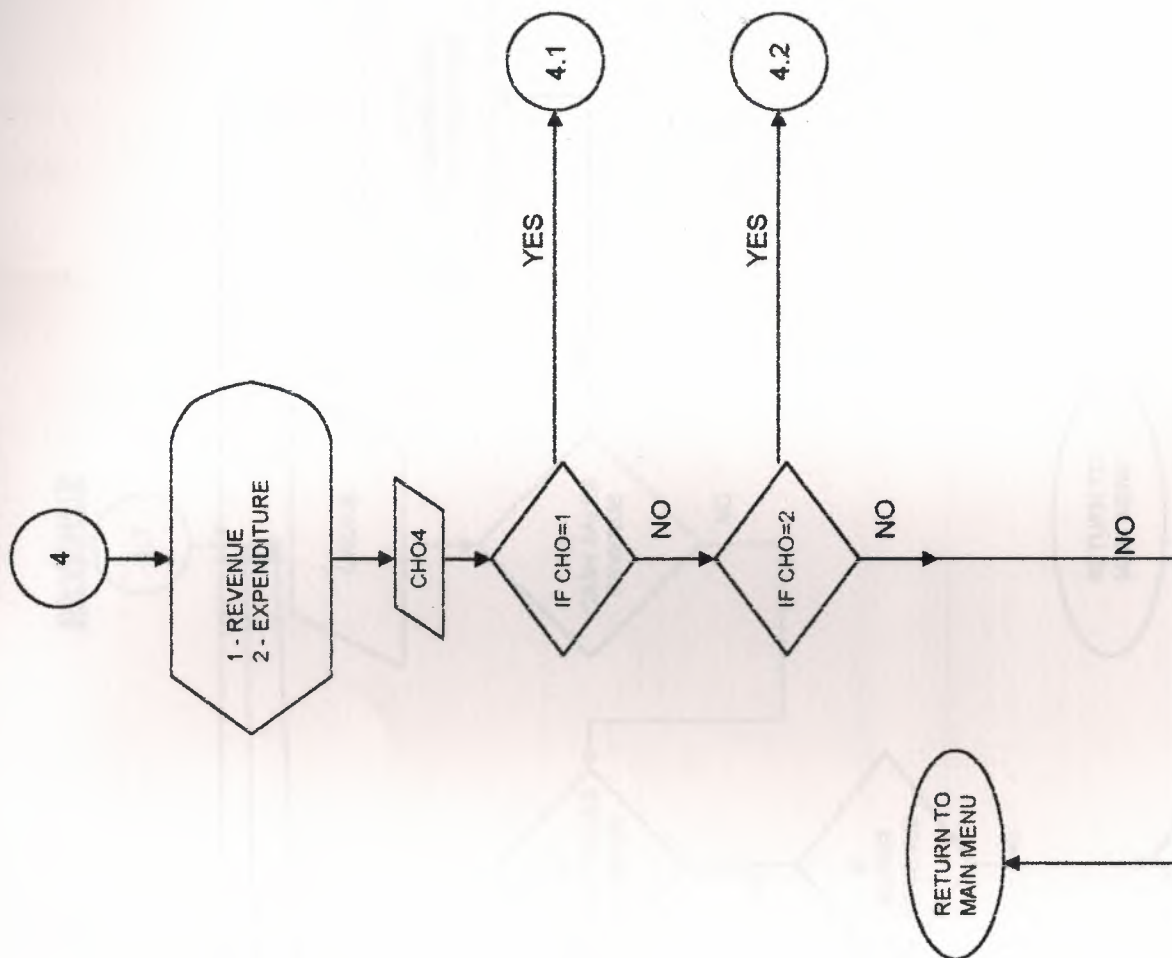 4
1 - REVENUE
2 - EXPENDITURE
CHO4
IF CHO=1
YES
4.1
NO
IF CHO=2
YES
4.2
NO
NO
RETURN TO
MAIN MENU